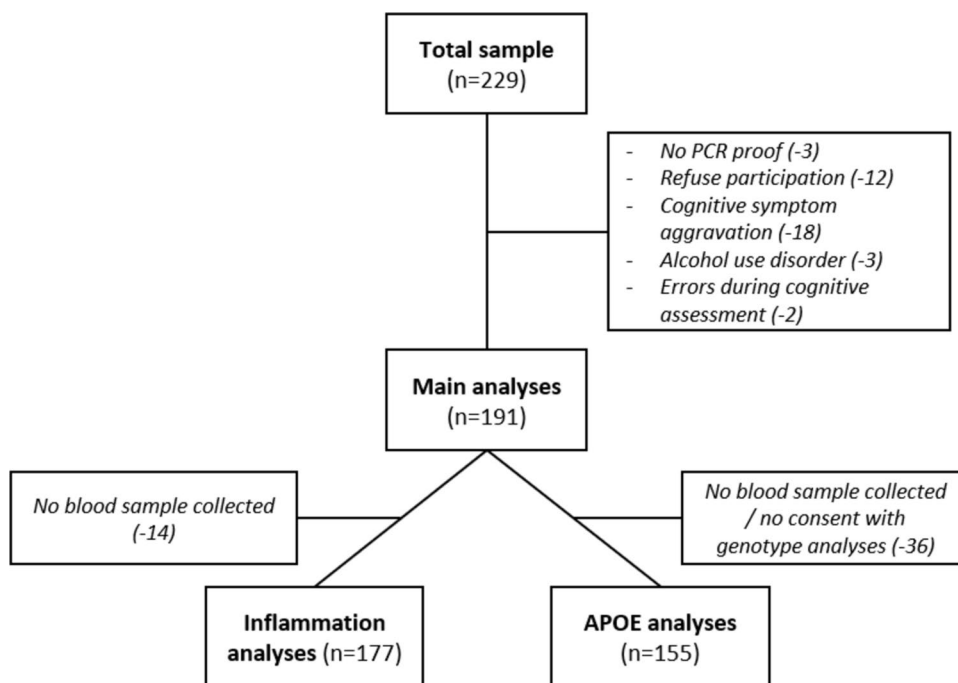 Total sample
(n=229)
- No PCR proof (-3)
- Refuse participation (-12)
- Cognitive symptom
aggravation (-18)
- Alcohol use disorder (-3)
- Errors during cognitive
assessment (-2)
Main analyses
(n=191)
No blood sample collected
(-14)
No blood sample collected
/ no consent with
genotype analyses (-36)
Inflammation
analyses (n=177)
APOE analyses
(n=155)